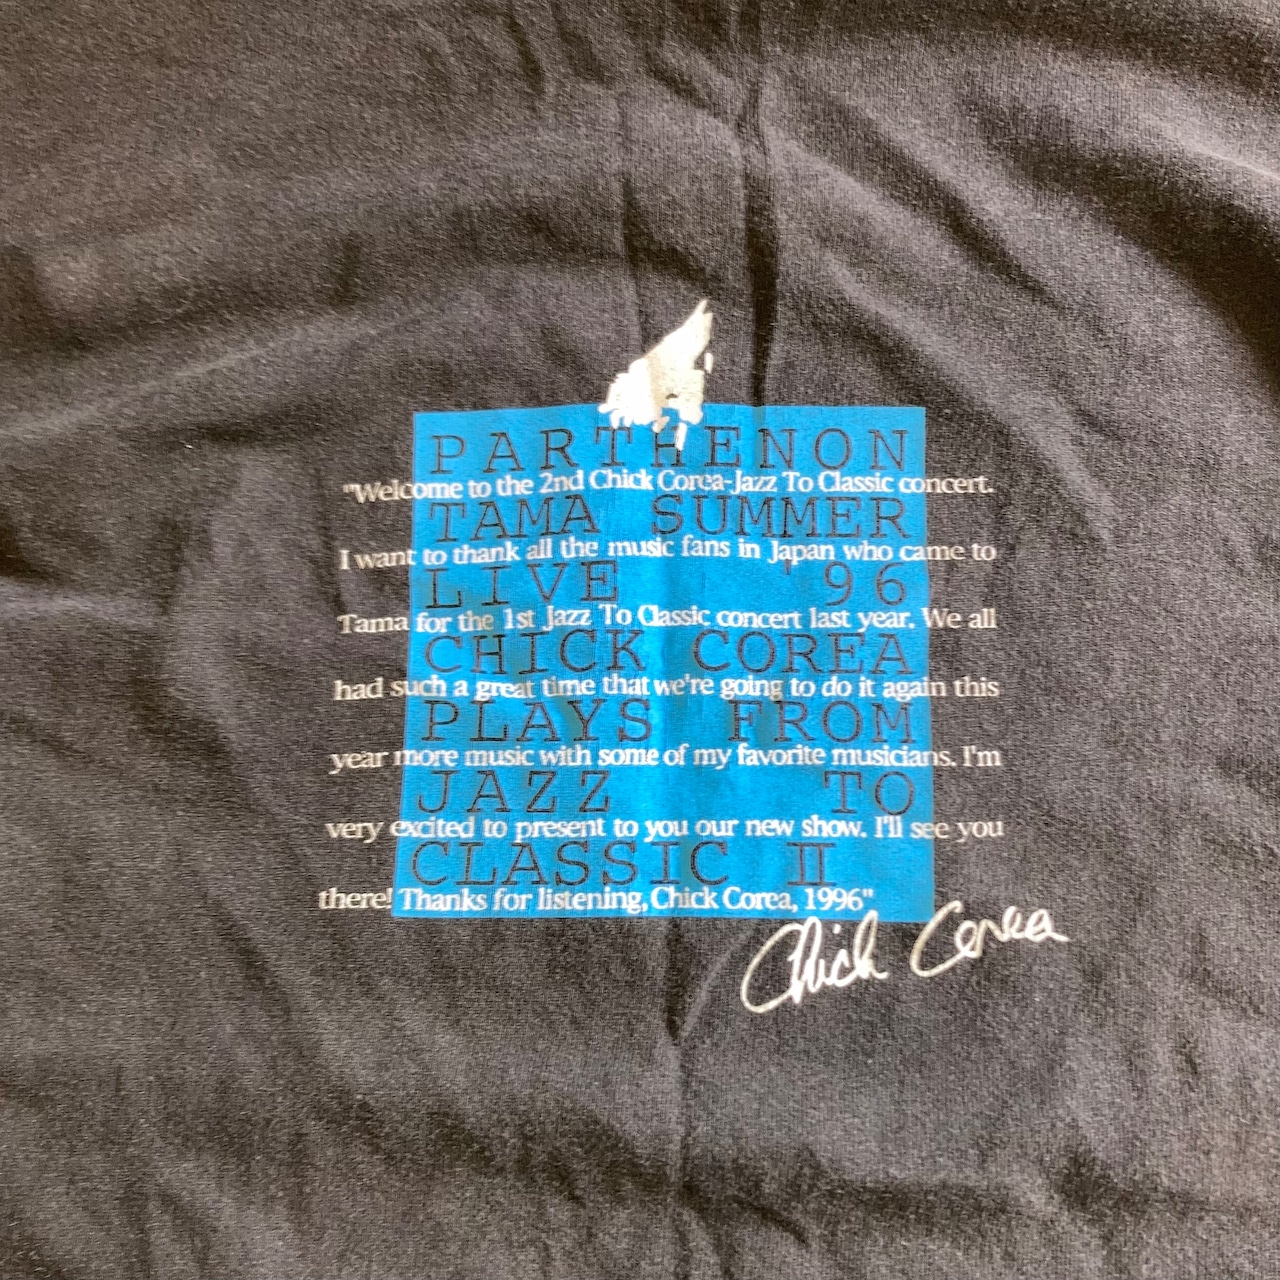 PARTHENON
"Welcome to the 2nd Chick Corea-Jazz To Classic concert.
TAMA SUMMER
I want to thank all the music fans in Japan who came to
LIVE '96
Tama for the 1st Jazz To Classic concert last year. We all
CHICK COREA
had such a great time that we're going to do it again this
PLAYS FROM
year more music with some of my favorite musicians. I'm
JAZZ TO
very excited to present to you our new show. I'll see you
CLASSIC II
there! Thanks for listening, Chick Corea, 1996"
Chick Corea